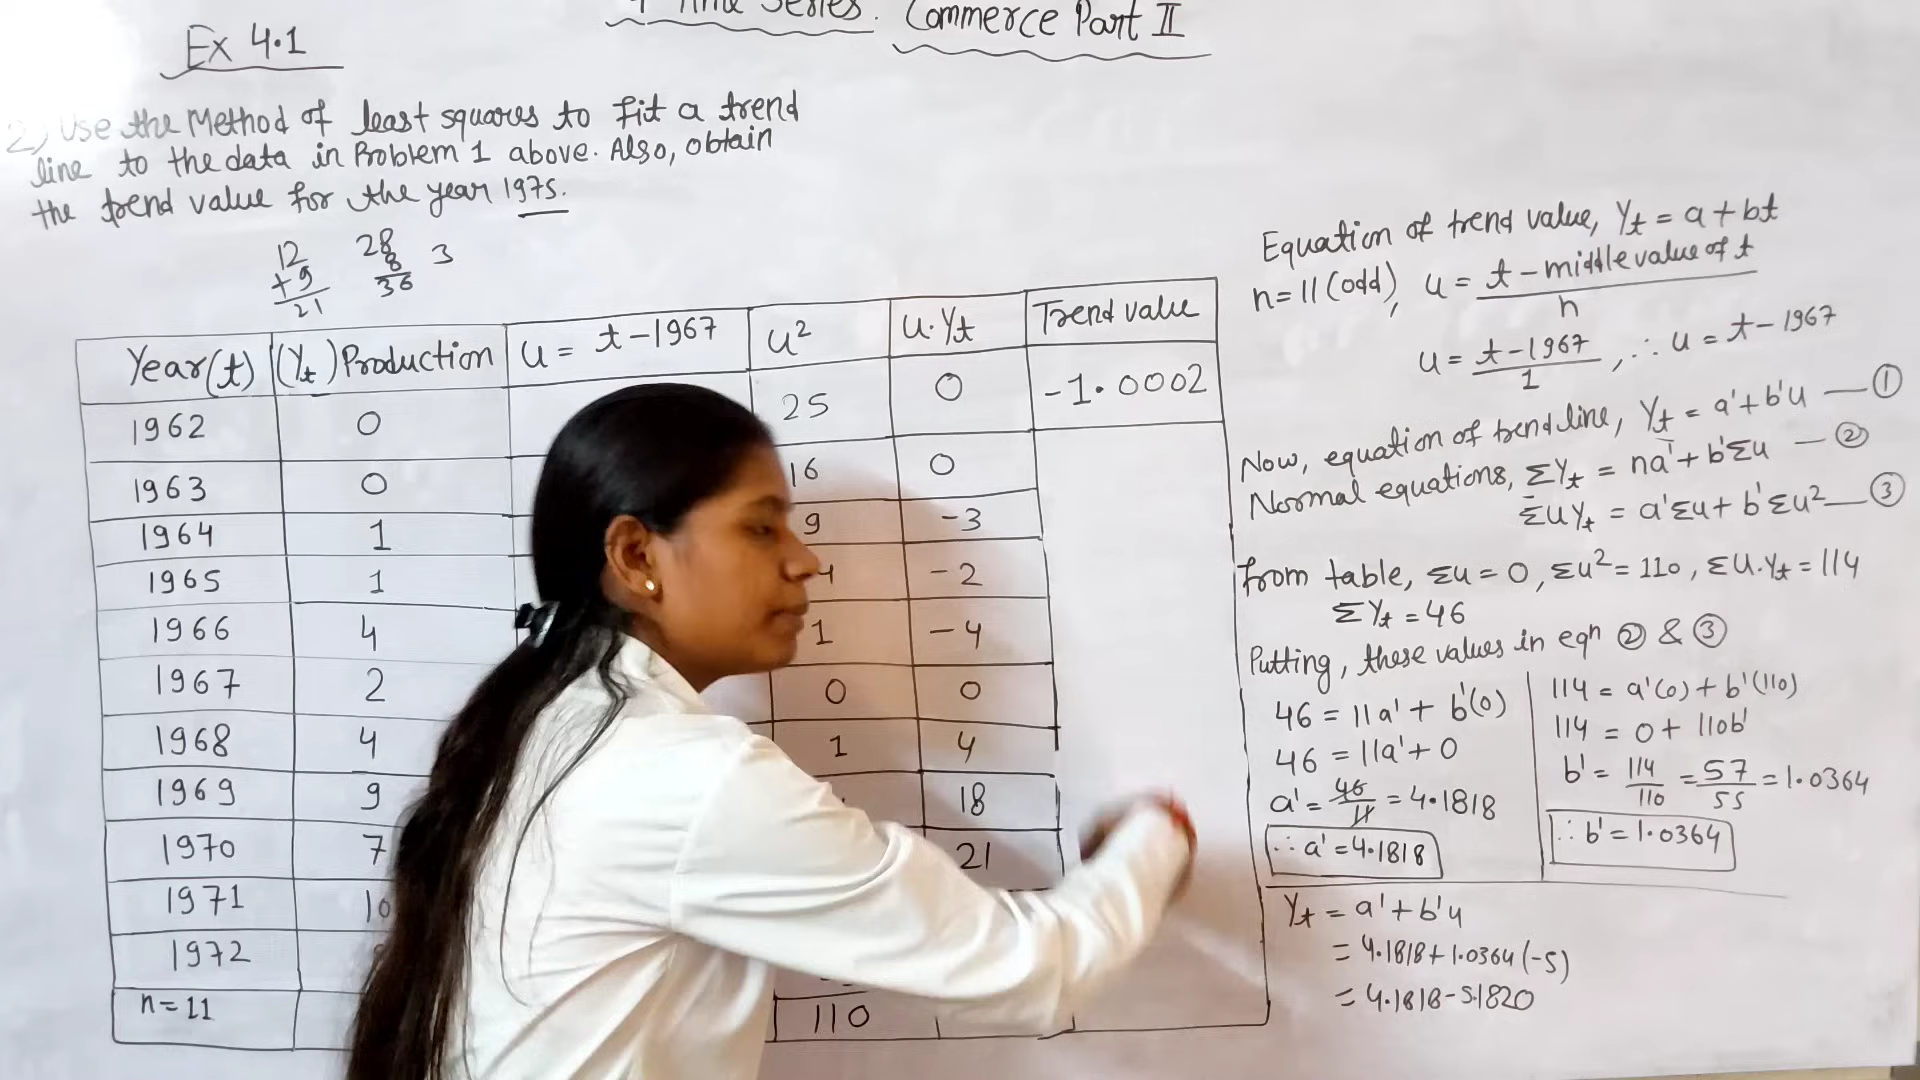 Time Series. Commerce Part II
Ex 4.1
2) Use the Method of least squares to fit a trend
line to the data in Problem 1 above. Also, obtain
the trend value for the year 1975.
12
+9
21
28
8
36
3
Year(t) (Yt) Production u = t-1967 u² u.Yt Trend value
1962 0 25 0 -1.0002
1963 0 16 0
1964 1 9 -3
1965 1 4 -2
1966 4 1 -4
1967 2 0 0
1968 4 1 4
1969 9 18
1970 7 21
1971 10
1972
n=11 110
Equation of trend value, Yt = a+bt
n=11(odd), u = t - middle value of t
h
u = t-1967 , ∴ u = t-1967
1
Now, equation of trend line, Yt = a'+b'u — ①
Normal equations, ΣYt = na'+b'Σu — ②
ΣuYt = a'Σu+b'Σu² — ③
from table, Σu=0, Σu²=110, Σu.Yt=114
ΣYt=46
Putting, these values in eqn ② & ③
46 = 11a'+b'(0)
46 = 11a'+0
a' = 46/11 = 4.1818
∴ a' = 4.1818
114 = a'(0)+b'(110)
114 = 0+110b'
b' = 114/110 = 57/55 = 1.0364
∴ b' = 1.0364
Yt = a'+b'u
= 4.1818+1.0364(-5)
= 4.1818-5.1820